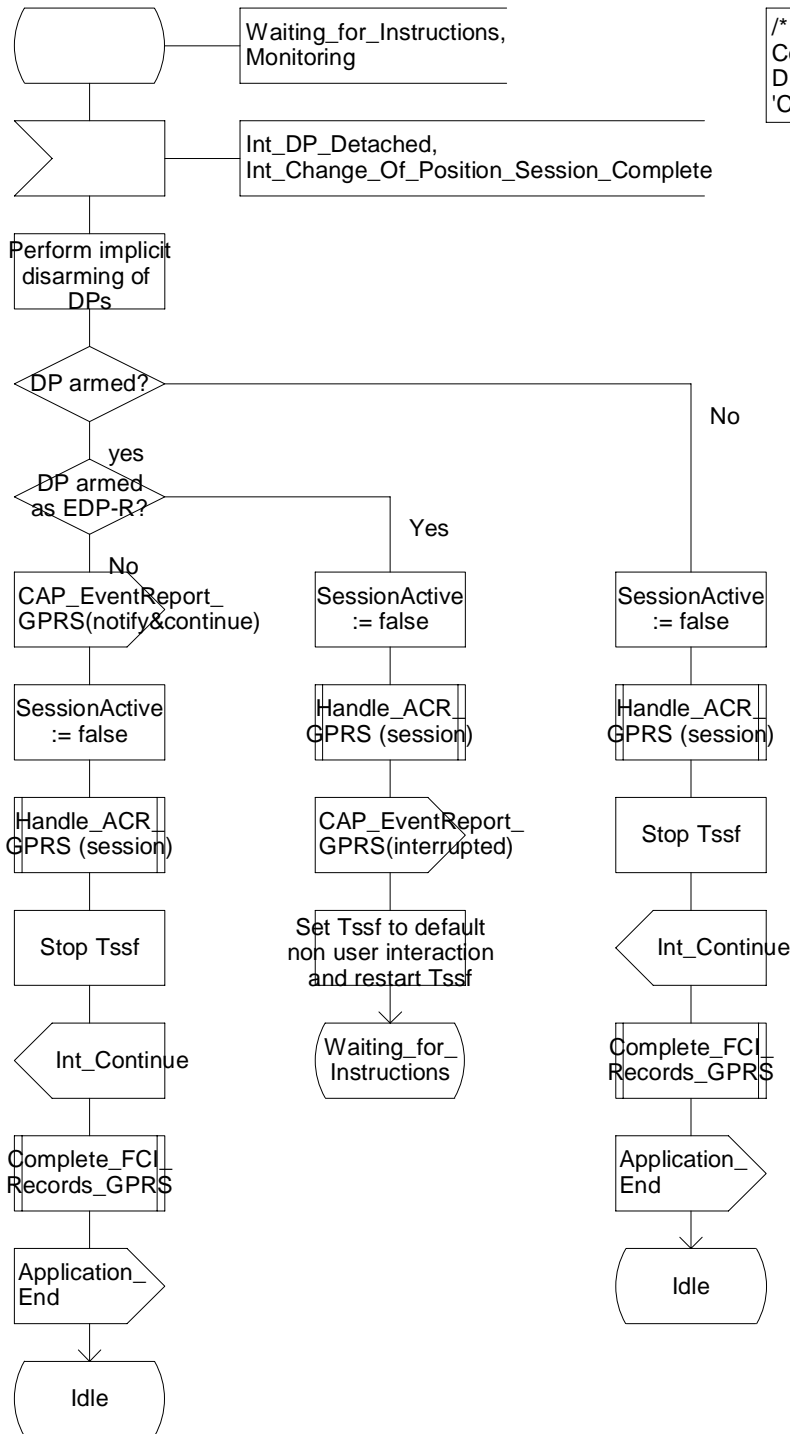 Waiting_for_Instructions,
Monitoring
/*
Int_DP_Detached,
Int_Change_Of_Position_Session_Complete
Perform implicit
disarming of
DPs
DP armed?
No
yes
DP armed
as EDP-R?
Yes
No
CAP_EventReport_
GPRS(notify&continue)
SessionActive
:= false
SessionActive
:= false
SessionActive
:= false
Handle_ACR_
GPRS (session)
Handle_ACR_
GPRS (session)
Handle_ACR_
GPRS (session)
CAP_EventReport_
GPRS(interrupted)
Stop Tssf
Stop Tssf
Set Tssf to default
non user interaction
and restart Tssf
Int_Continue
Int_Continue
Waiting_for_
Instructions
Complete_FCI_
Records_GPRS
Complete_FCI_
Records_GPRS
Application_
End
Application_
End
Idle
Idle